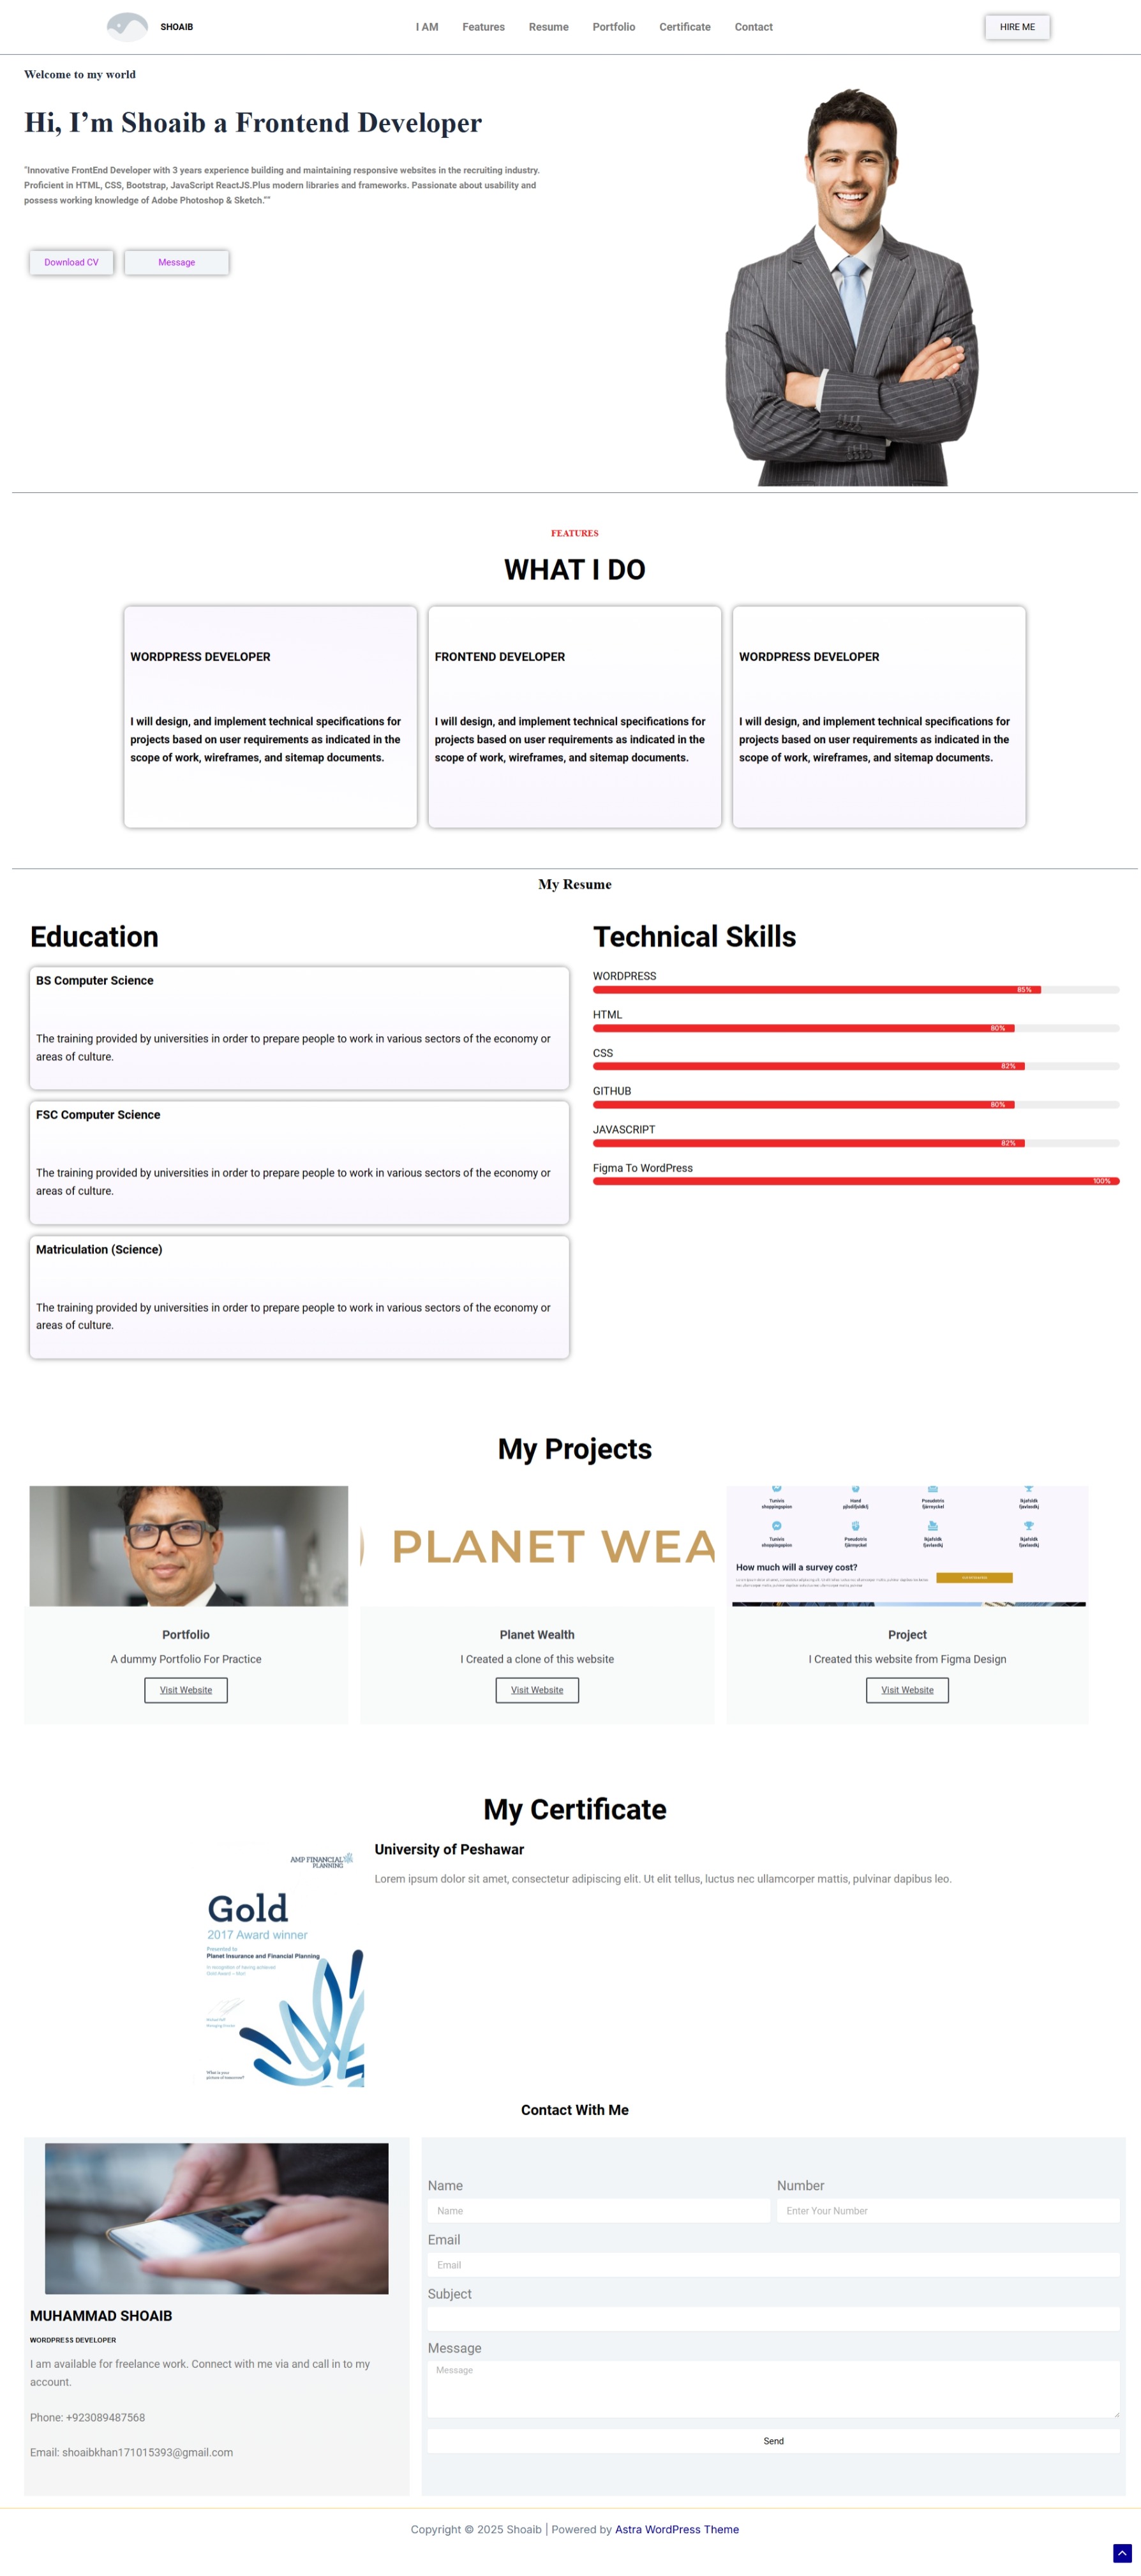 SHOAIB
I AM Features Resume Portfolio Certificate Contact
HIRE ME
Welcome to my world
Hi, I’m Shoaib a Frontend Developer
"Innovative FrontEnd Developer with 3 years experience building and maintaining responsive websites in the recruiting industry.
Proficient in HTML, CSS, Bootstrap, JavaScript ReactJS.Plus modern libraries and frameworks. Passionate about usability and
possess working knowledge of Adobe Photoshop & Sketch.""
Download CV
Message
FEATURES
WHAT I DO
WORDPRESS DEVELOPER
I will design, and implement technical specifications for
projects based on user requirements as indicated in the
scope of work, wireframes, and sitemap documents.
FRONTEND DEVELOPER
I will design, and implement technical specifications for
projects based on user requirements as indicated in the
scope of work, wireframes, and sitemap documents.
WORDPRESS DEVELOPER
I will design, and implement technical specifications for
projects based on user requirements as indicated in the
scope of work, wireframes, and sitemap documents.
My Resume
Education
BS Computer Science
The training provided by universities in order to prepare people to work in various sectors of the economy or
areas of culture.
FSC Computer Science
The training provided by universities in order to prepare people to work in various sectors of the economy or
areas of culture.
Matriculation (Science)
The training provided by universities in order to prepare people to work in various sectors of the economy or
areas of culture.
Technical Skills
WORDPRESS
85%
HTML
80%
CSS
82%
GITHUB
80%
JAVASCRIPT
82%
Figma To WordPress
100%
My Projects
Portfolio
A dummy Portfolio For Practice
Visit Website
PLANET WEA
Planet Wealth
I Created a clone of this website
Visit Website
How much will a survey cost?
Project
I Created this website from Figma Design
Visit Website
My Certificate
AMP FINANCIAL
PLANNING
Gold
2017 Award winner
Presented to
Planet Insurance and Financial Planning
In recognition of having achieved
University of Peshawar
Lorem ipsum dolor sit amet, consectetur adipiscing elit. Ut elit tellus, luctus nec ullamcorper mattis, pulvinar dapibus leo.
Contact With Me
MUHAMMAD SHOAIB
WORDPRESS DEVELOPER
I am available for freelance work. Connect with me via and call in to my
account.
Phone: +923089487568
Email: shoaibkhan171015393@gmail.com
Name
Name
Number
Enter Your Number
Email
Email
Subject
Message
Message
Send
Copyright © 2025 Shoaib | Powered by Astra WordPress Theme